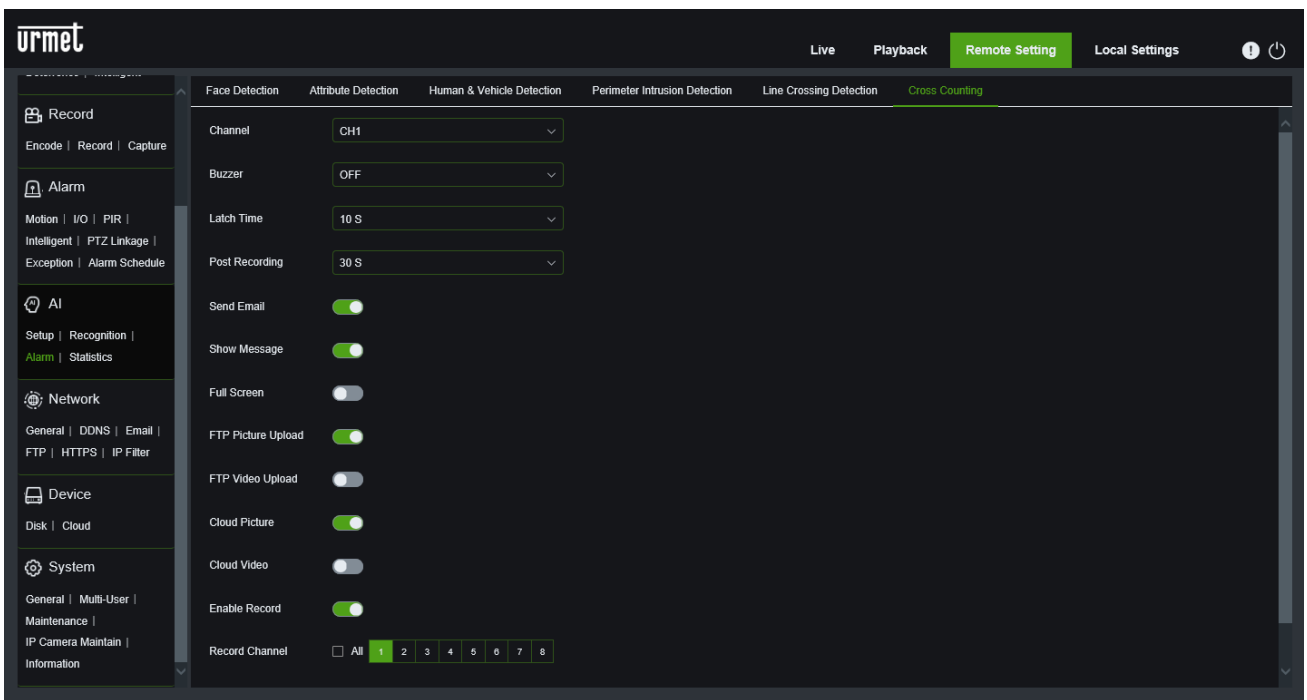 urmet
Live Playback Remote Setting Local Settings
Face Detection Attribute Detection Human & Vehicle Detection Perimeter Intrusion Detection Line Crossing Detection Cross Counting
Record
Encode | Record | Capture
Alarm
Motion | I/O | PIR |
Intelligent | PTZ Linkage |
Exception | Alarm Schedule
AI
Setup | Recognition |
Alarm | Statistics
Network
General | DDNS | Email |
FTP | HTTPS | IP Filter
Device
Disk | Cloud
System
General | Multi-User |
Maintenance |
IP Camera Maintain |
Information
Channel CH1
Buzzer OFF
Latch Time 10 S
Post Recording 30 S
Send Email
Show Message
Full Screen
FTP Picture Upload
FTP Video Upload
Cloud Picture
Cloud Video
Enable Record
Record Channel All 1 2 3 4 5 6 7 8